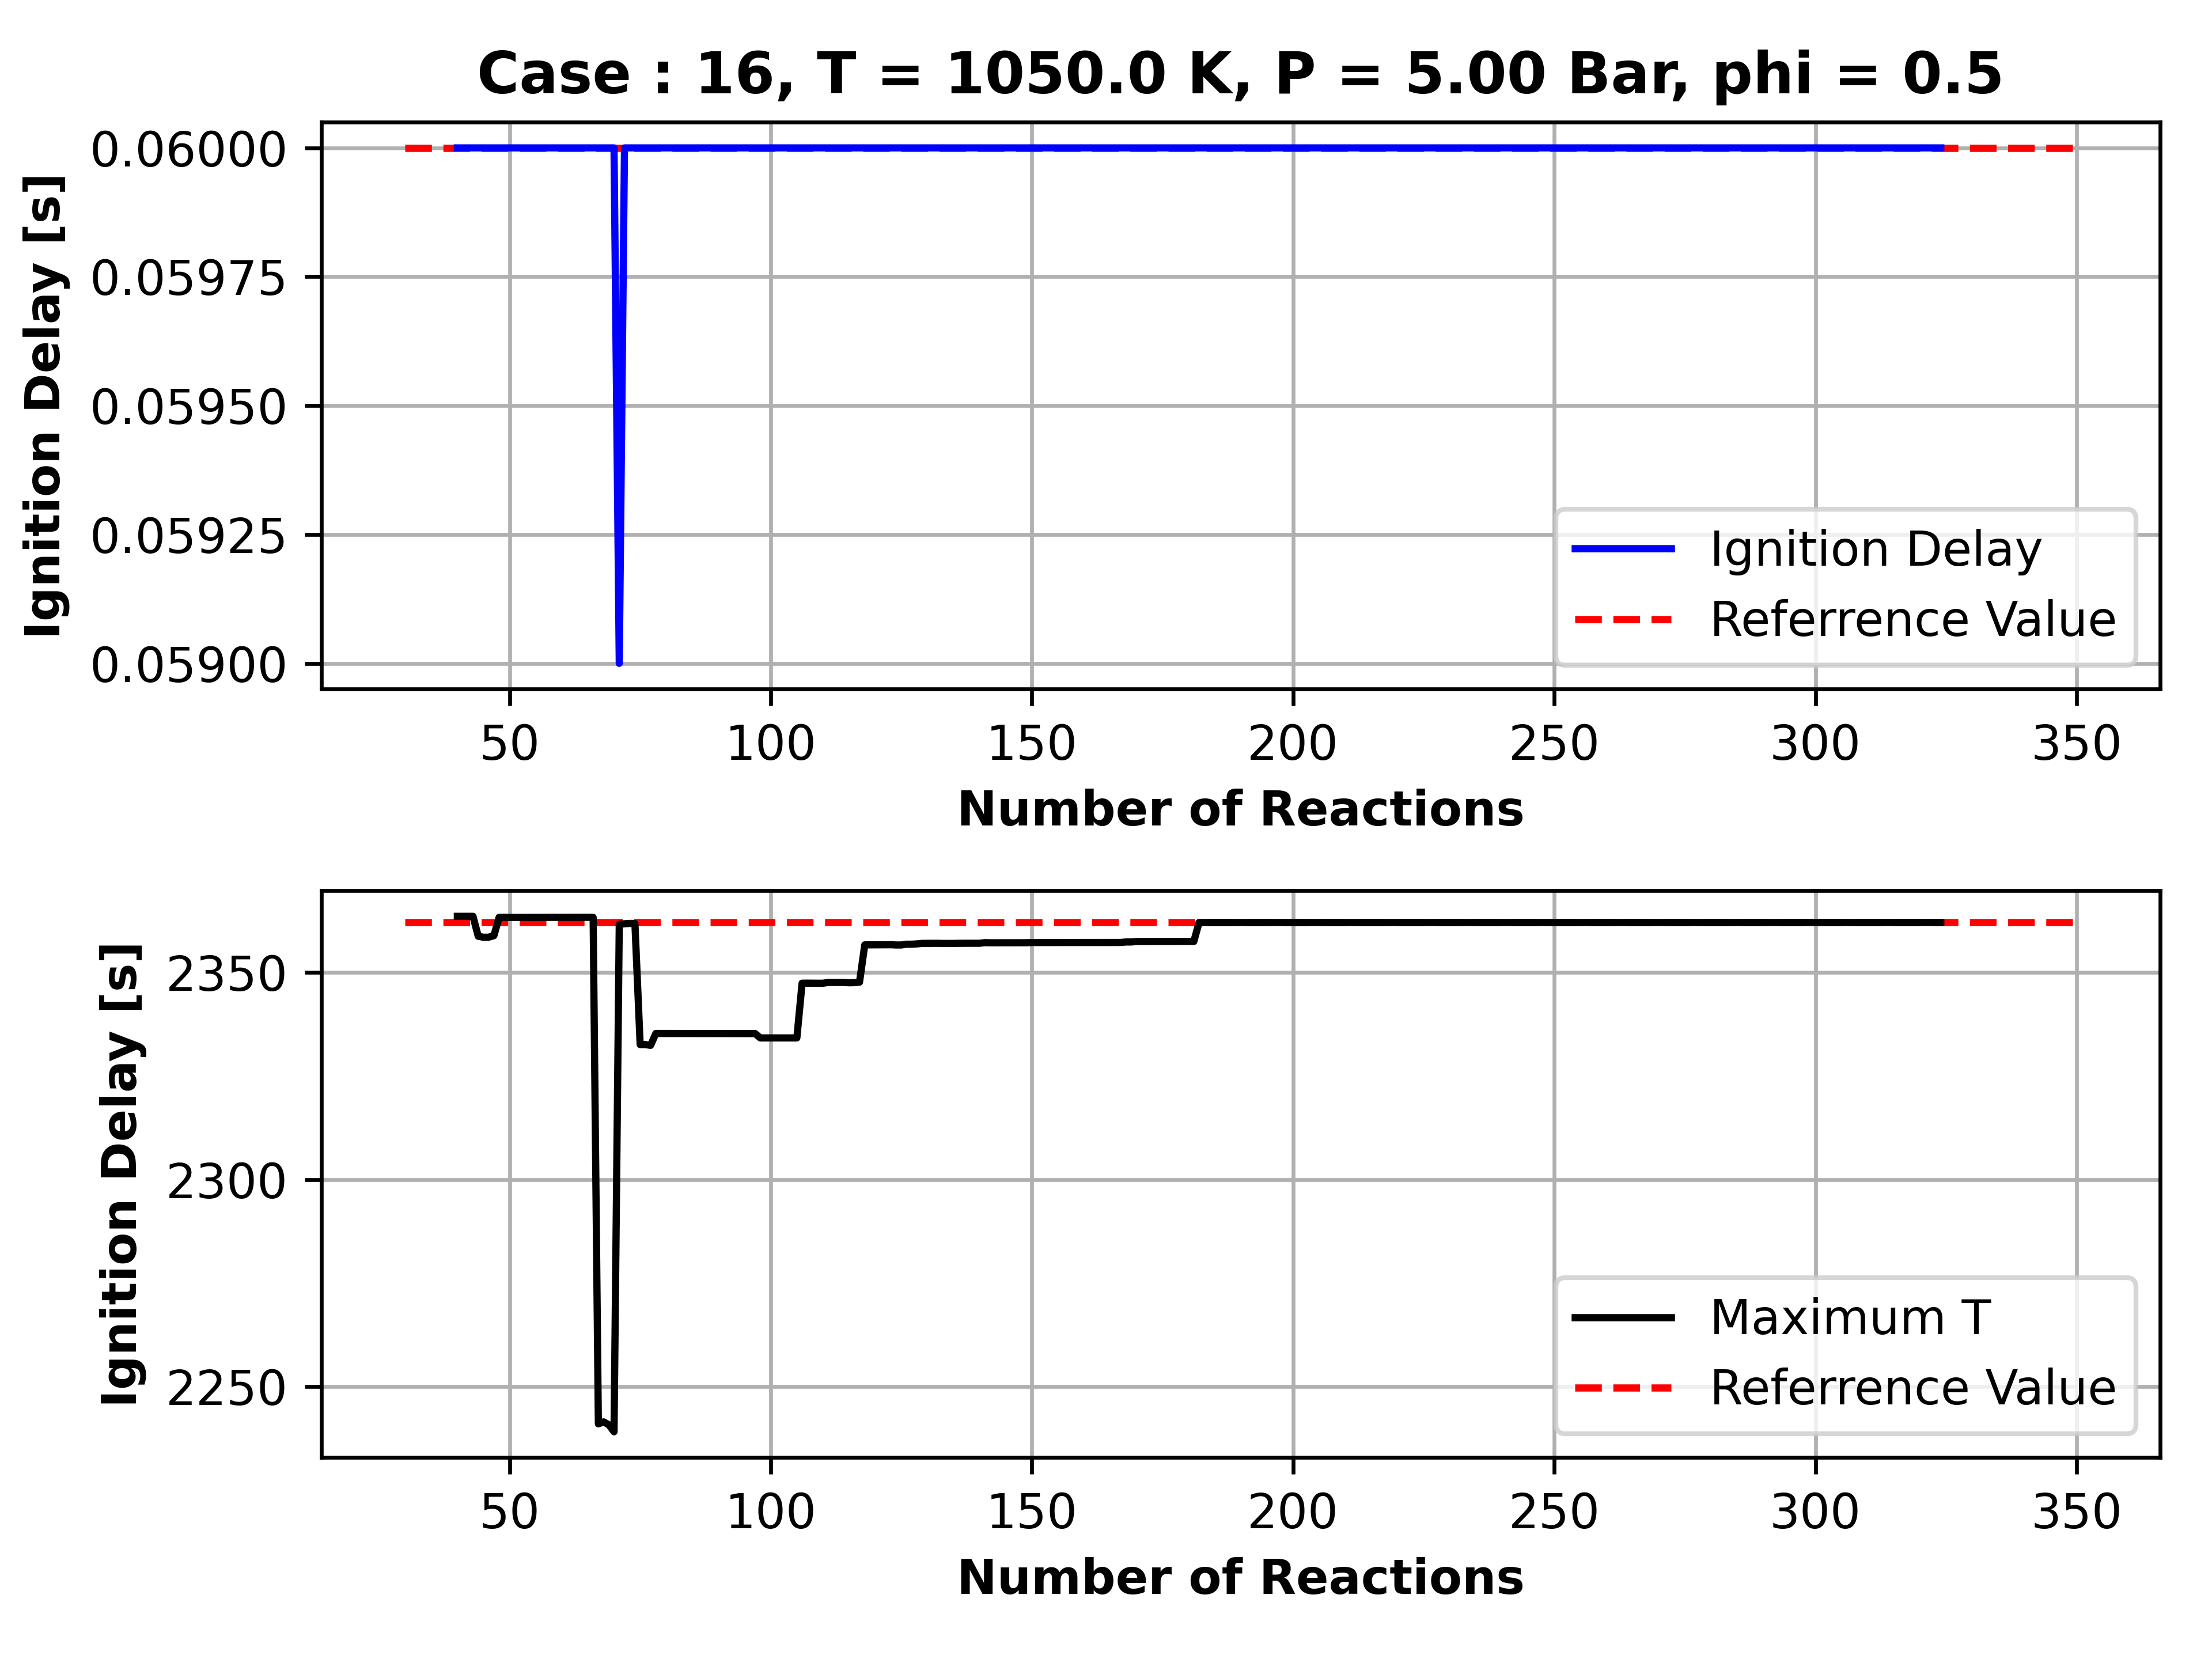 Case : 16, T = 1050.0 K, P = 5.00 Bar, phi = 0.5
Ignition Delay [s]
0.06000
0.05975
0.05950
0.05925
0.05900
Ignition Delay
Referrence Value
50 100 150 200 250 300 350
Number of Reactions
Ignition Delay [s]
2350
2300
2250
Maximum T
Referrence Value
50 100 150 200 250 300 350
Number of Reactions